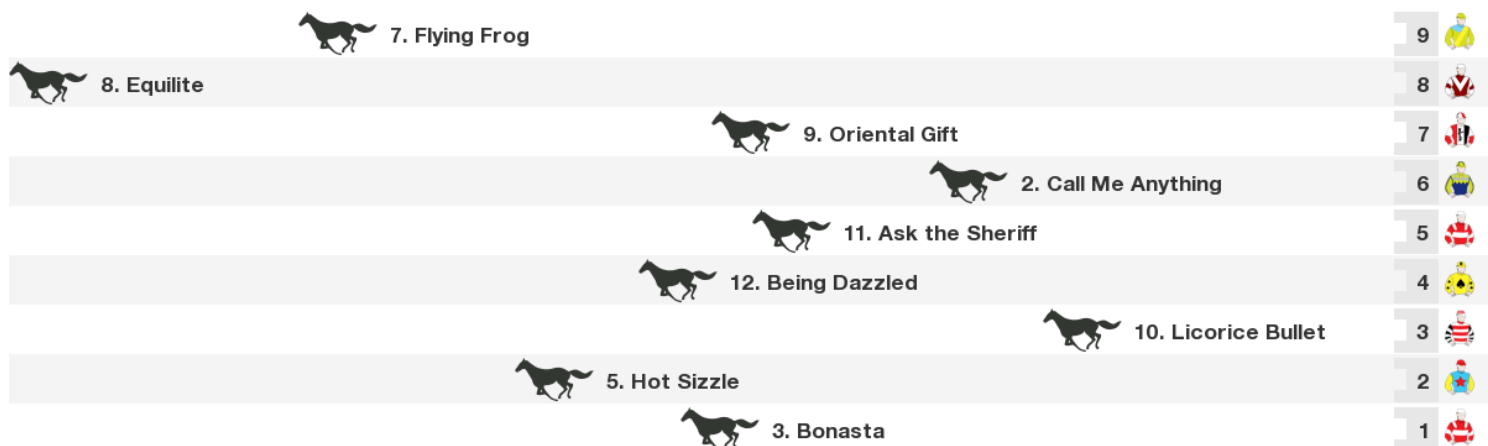 7. Flying Frog 9
8. Equilite 8
9. Oriental Gift 7
2. Call Me Anything 6
11. Ask the Sheriff 5
12. Being Dazzled 4
10. Licorice Bullet 3
5. Hot Sizzle 2
3. Bonasta 1